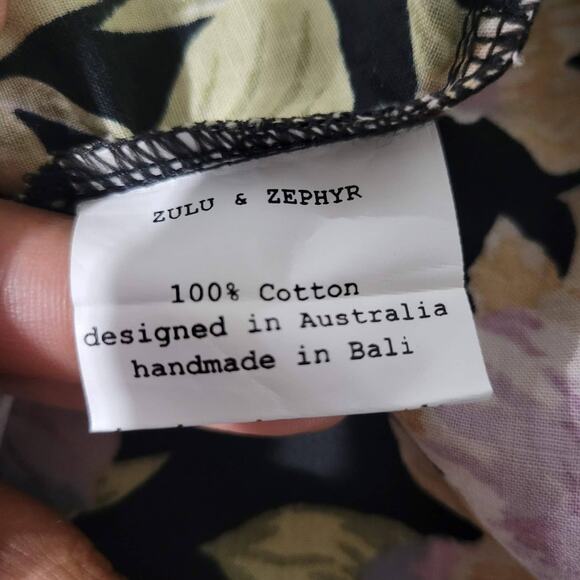 ZULU & ZEPHYR
100% Cotton
designed in Australia
handmade in Bali